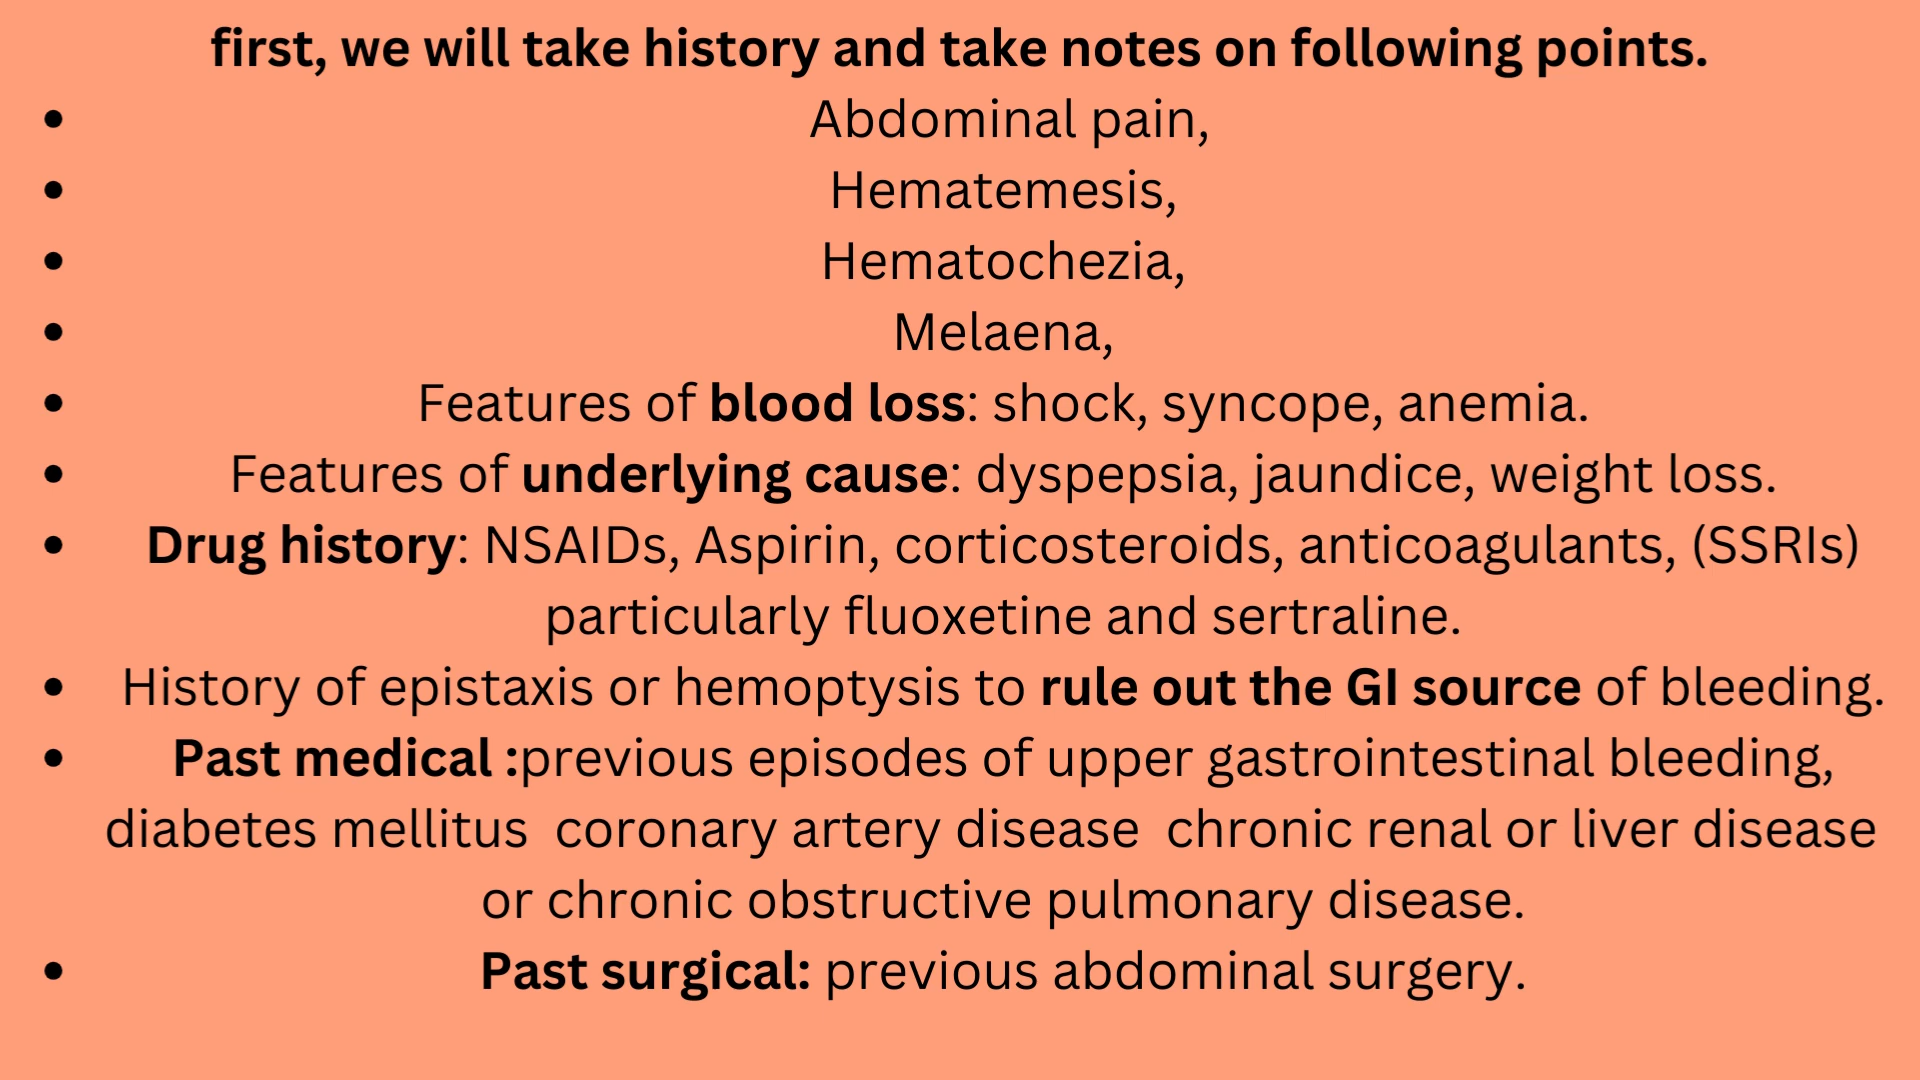 first, we will take history and take notes on following points.
• Abdominal pain,
• Hematemesis,
• Hematochezia,
• Melaena,
• Features of blood loss: shock, syncope, anemia.
• Features of underlying cause: dyspepsia, jaundice, weight loss.
• Drug history: NSAIDs, Aspirin, corticosteroids, anticoagulants, (SSRIs)
particularly fluoxetine and sertraline.
• History of epistaxis or hemoptysis to rule out the GI source of bleeding.
• Past medical :previous episodes of upper gastrointestinal bleeding,
diabetes mellitus  coronary artery disease  chronic renal or liver disease
or chronic obstructive pulmonary disease.
• Past surgical: previous abdominal surgery.